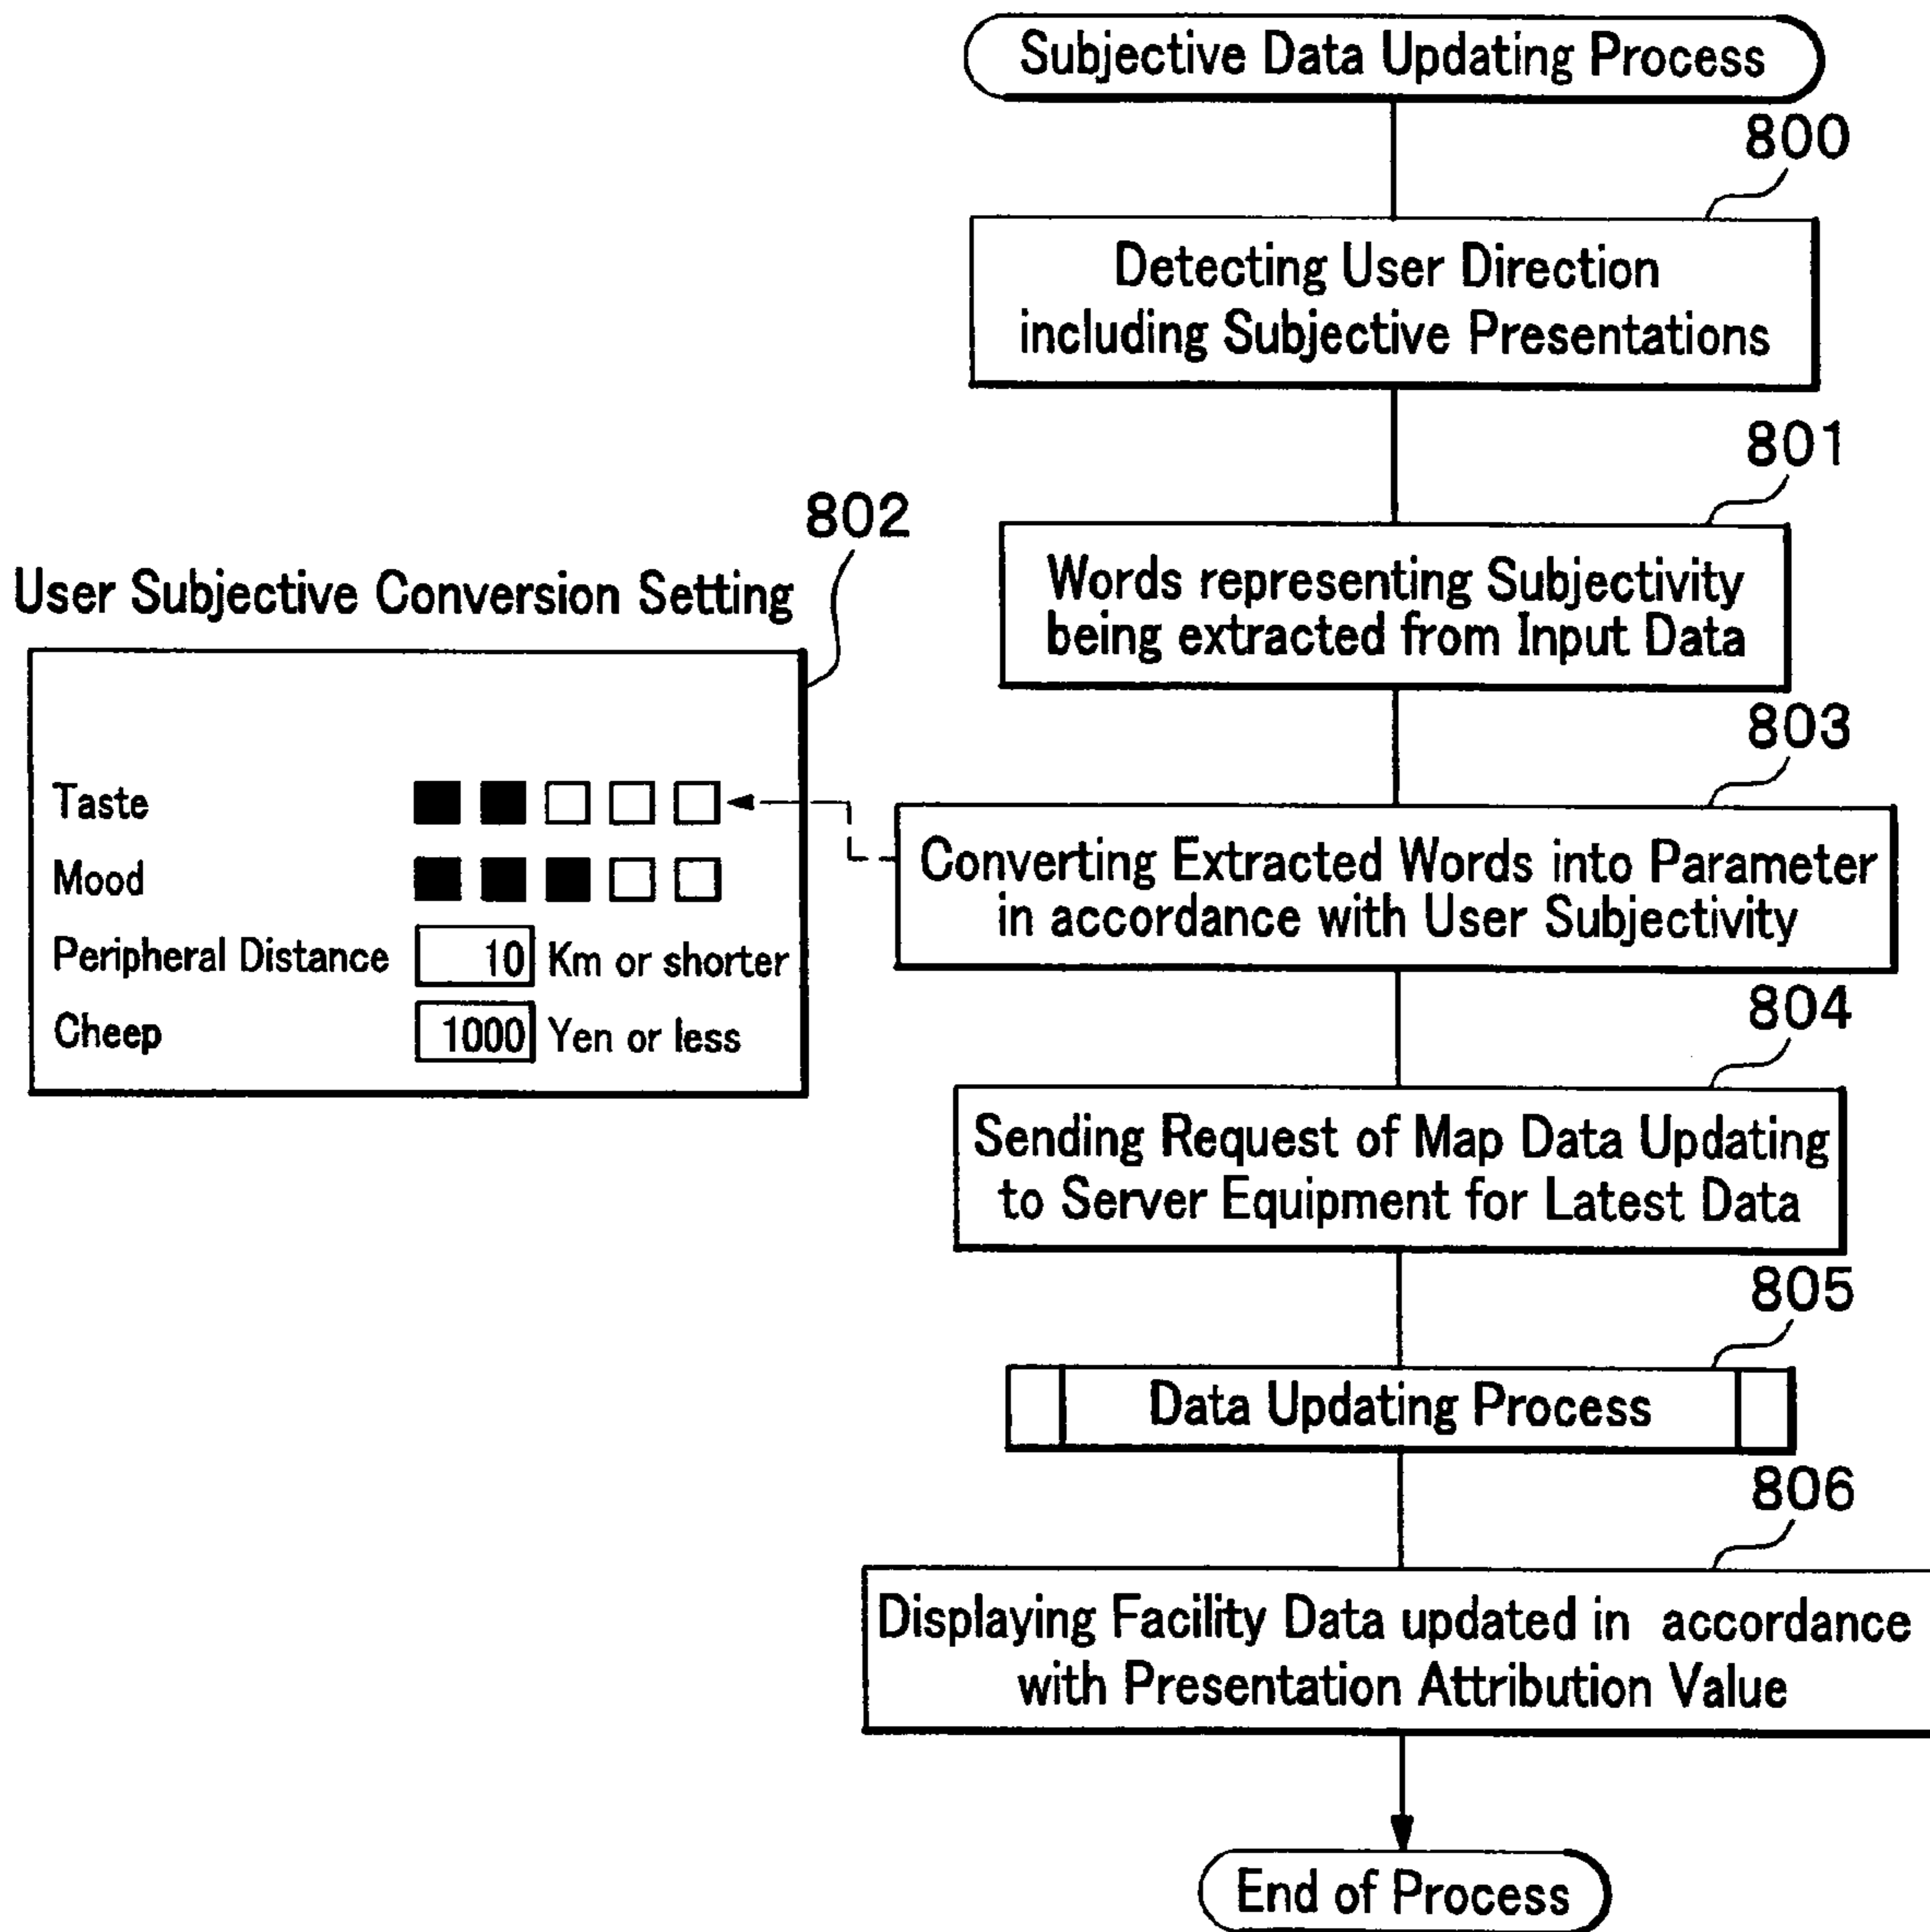 Subjective Data Updating Process
800
Detecting User Direction
including Subjective Presentations
801
Words representing Subjectivity
being extracted from Input Data
802
User Subjective Conversion Setting
Taste
Mood
Peripheral Distance 10 Km or shorter
Cheep 1000 Yen or less
803
Converting Extracted Words into Parameter
in accordance with User Subjectivity
804
Sending Request of Map Data Updating
to Server Equipment for Latest Data
805
Data Updating Process
806
Displaying Facility Data updated in accordance
with Presentation Attribution Value
End of Process